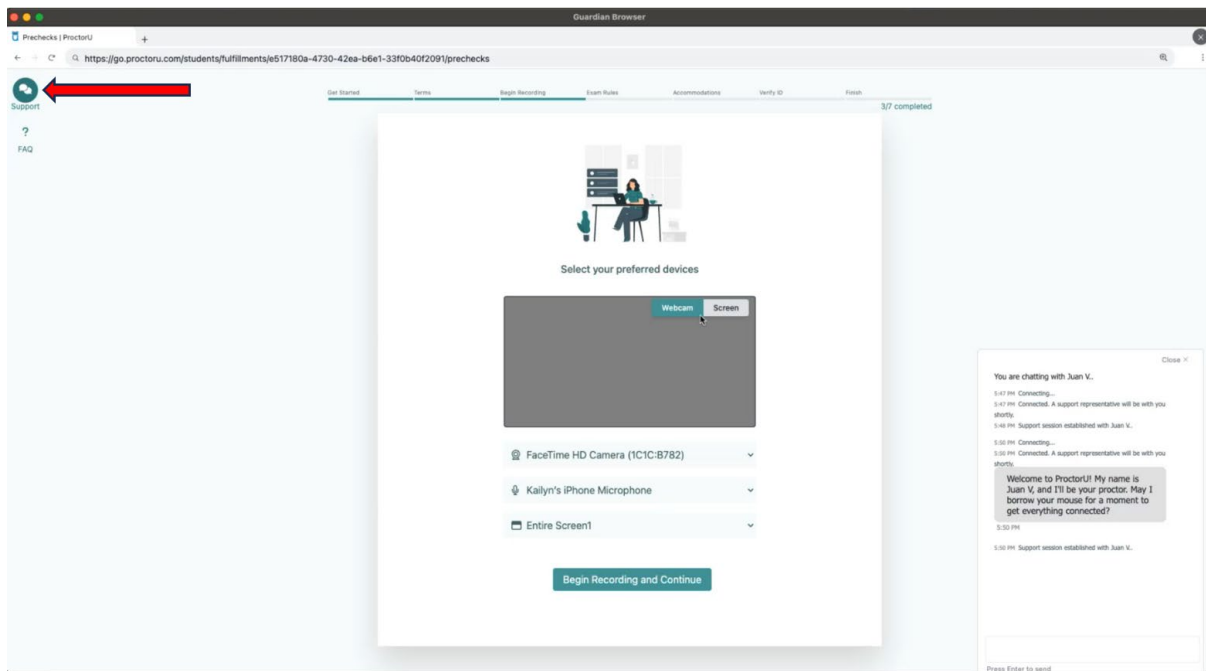 Guardian Browser
Prechecks | ProctorU
https://go.proctoru.com/students/fulfillments/e517180a-4730-42ea-b6e1-33f0b40f2091/prechecks
Support
?
FAQ
Get Started Terms Begin Recording Exam Rules Accommodations Verify ID Finish
3/7 completed
Select your preferred devices
Webcam Screen
FaceTime HD Camera (1C1C:B782)
Kailyn's iPhone Microphone
Entire Screen1
Begin Recording and Continue
Close ×
You are chatting with Juan V..
5:47 PM Connecting...
5:47 PM Connected. A support representative will be with you
shortly.
5:48 PM Support session established with Juan V..
5:50 PM Connecting...
5:50 PM Connected. A support representative will be with you
shortly.
Welcome to ProctorU! My name is
Juan V, and I'll be your proctor. May I
borrow your mouse for a moment to
get everything connected?
5:50 PM
5:50 PM Support session established with Juan V..
Press Enter to send